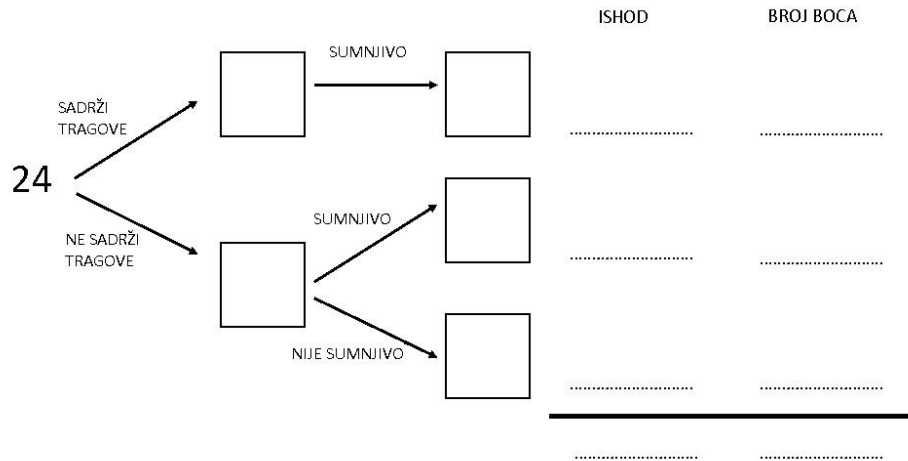 ISHOD
BROJ BOCA
SUMNJIVO
SADRŽI
TRAGOVE
24
SUMNJIVO
NE SADRŽI
TRAGOVE
NIJE SUMNJIVO